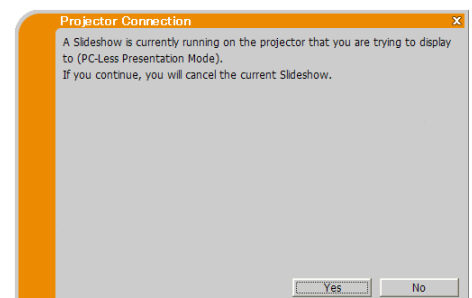 Projector Connection
x
A Slideshow is currently running on the projector that you are trying to display
to (PC-Less Presentation Mode).
If you continue, you will cancel the current Slideshow.
Yes
No